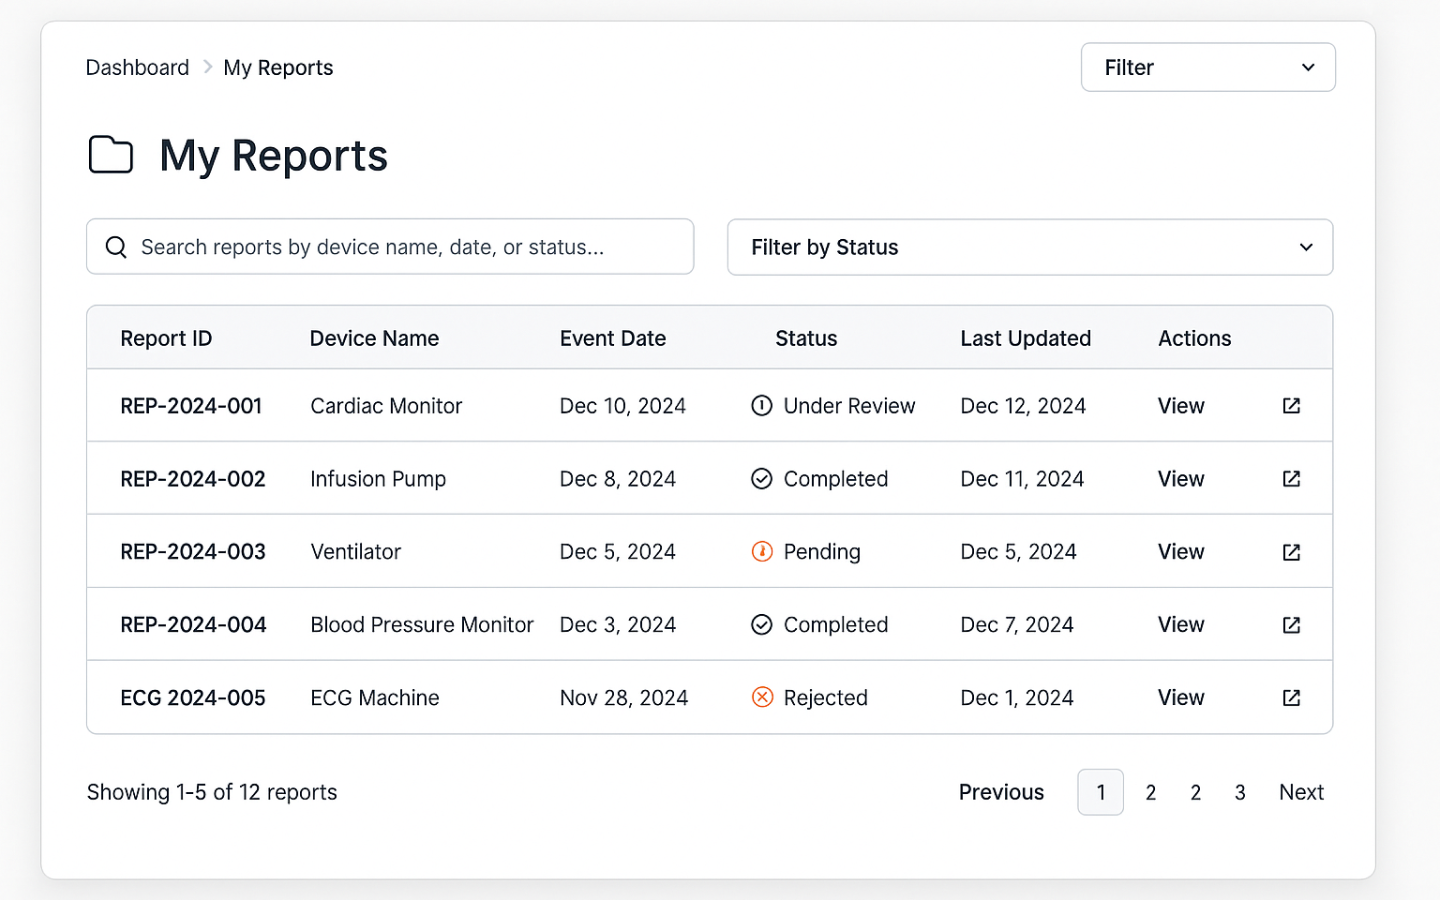 Dashboard > My Reports
Filter
My Reports
Search reports by device name, date, or status...
Filter by Status
Report ID Device Name Event Date Status Last Updated Actions
REP-2024-001 Cardiac Monitor Dec 10, 2024 Under Review Dec 12, 2024 View
REP-2024-002 Infusion Pump Dec 8, 2024 Completed Dec 11, 2024 View
REP-2024-003 Ventilator Dec 5, 2024 Pending Dec 5, 2024 View
REP-2024-004 Blood Pressure Monitor Dec 3, 2024 Completed Dec 7, 2024 View
ECG 2024-005 ECG Machine Nov 28, 2024 Rejected Dec 1, 2024 View
Showing 1-5 of 12 reports
Previous 1 2 2 3 Next